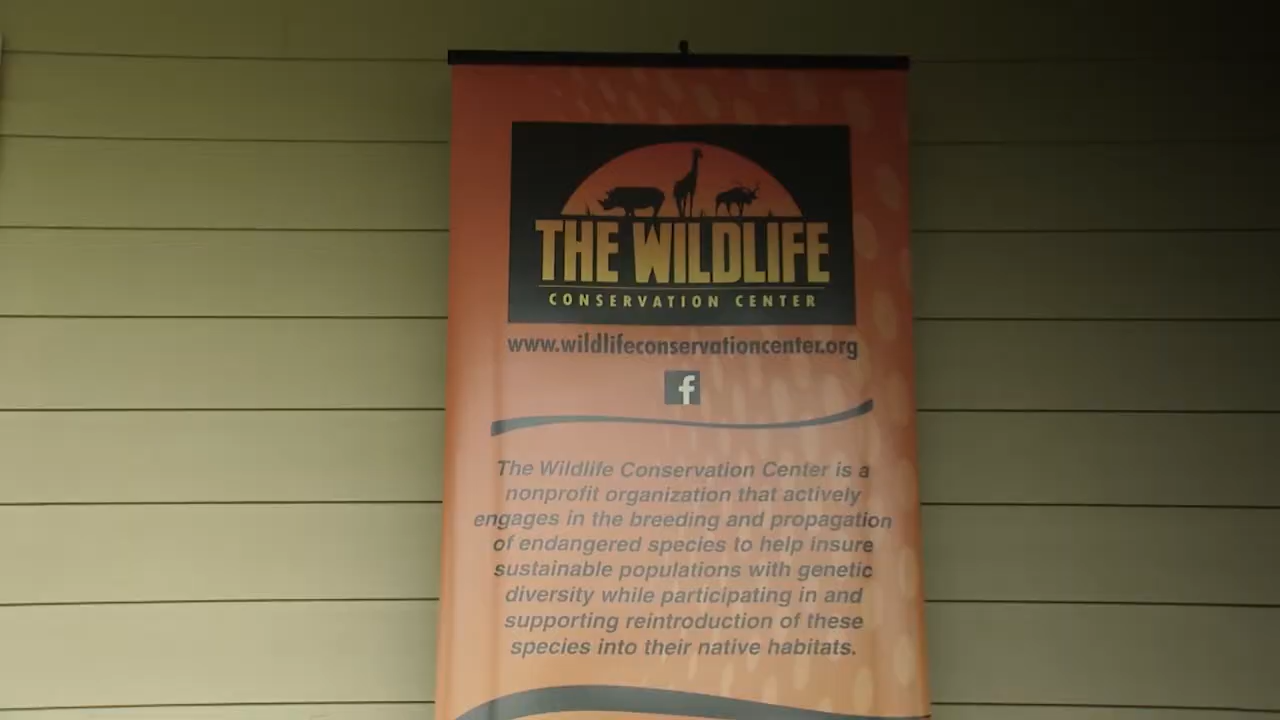 THE WILDLIFE
CONSERVATION CENTER
www.wildlifeconservationcenter.org
f
The Wildlife Conservation Center is a
nonprofit organization that actively
engages in the breeding and propagation
of endangered species to help insure
sustainable populations with genetic
diversity while participating in and
supporting reintroduction of these
species into their native habitats.